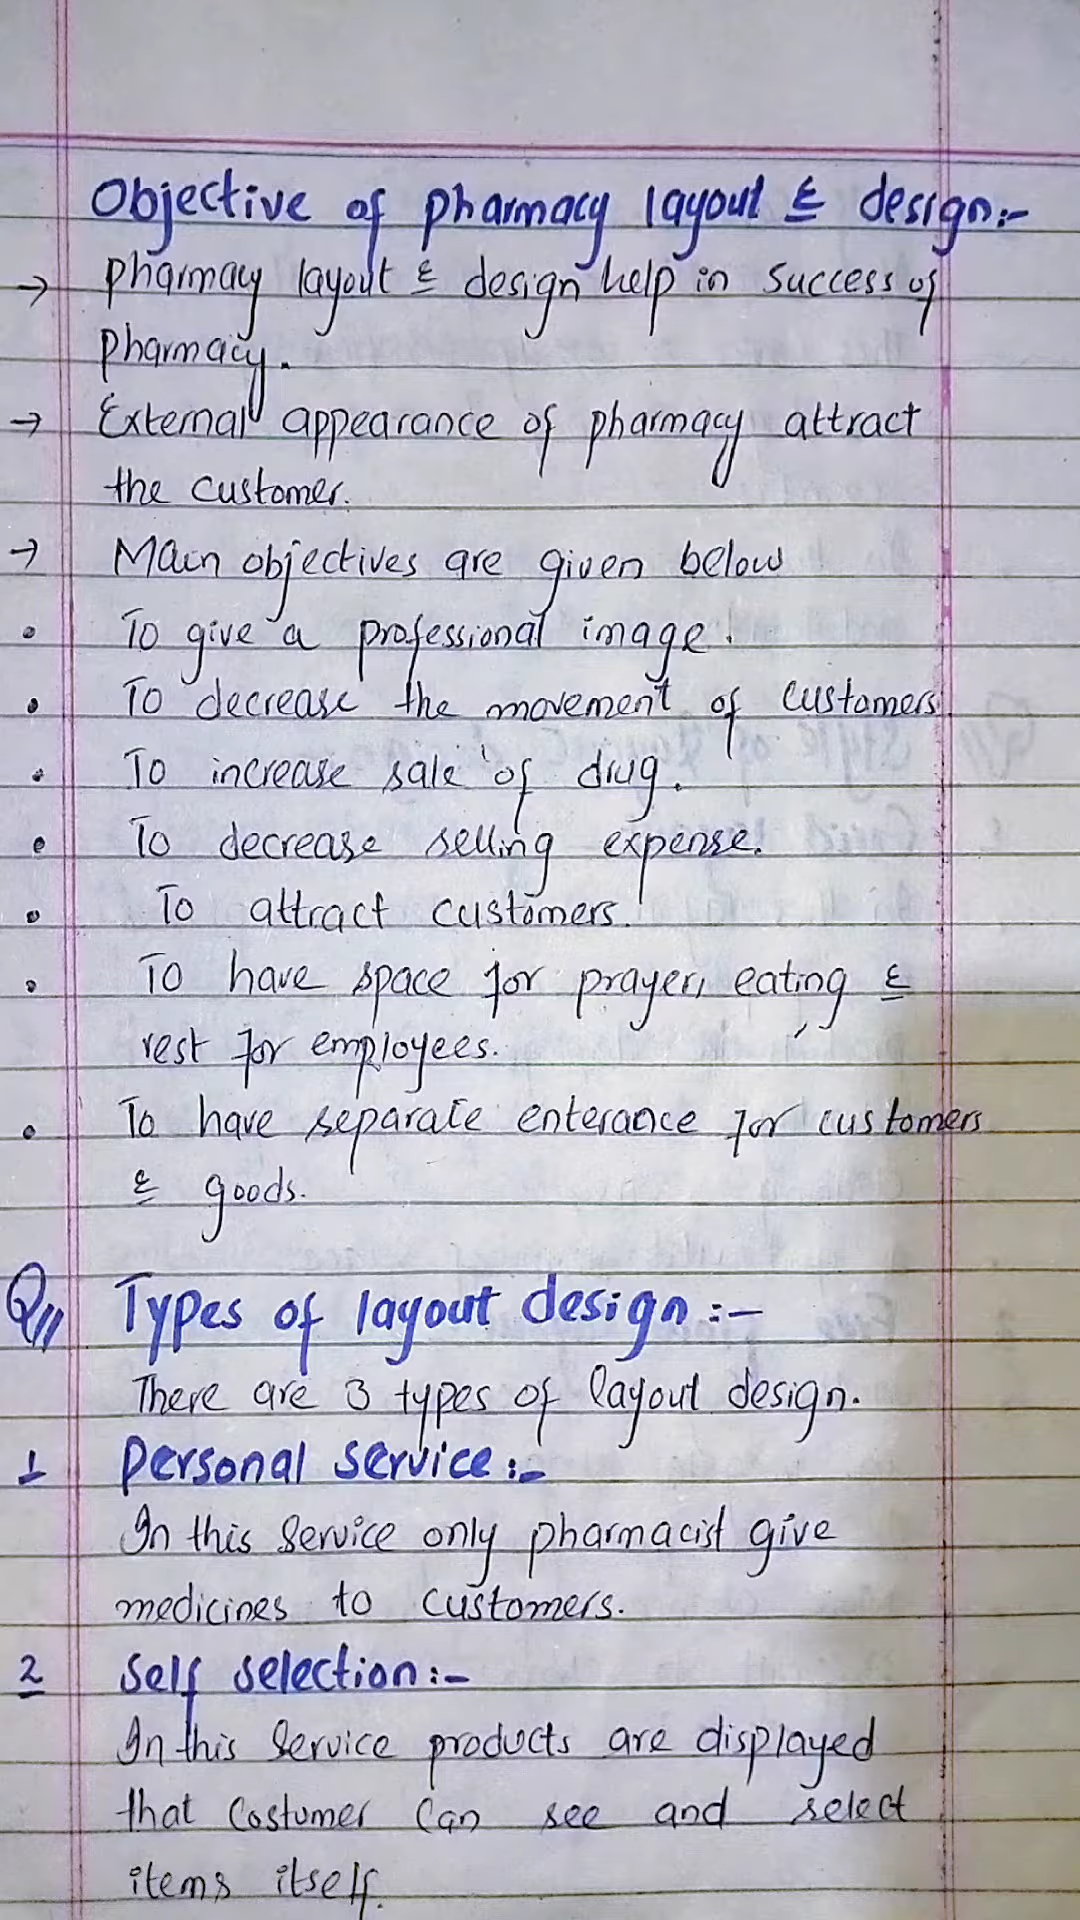 Objective of pharmacy layout & design:-
→ Pharmacy layout & design help in success of
pharmacy.
→ External appearance of pharmacy attract
the customer.
→ Main objectives are given below
• To give a professional image.
• To decrease the movement of customers
• To increase sale of drug.
• To decrease selling expense.
• To attract customers.
• To have space for prayer, eating &
rest for employees.
• To have separate enterance for customers
& goods.
Q// Types of layout design:-
There are 3 types of layout design.
1 Personal service:-
In this service only pharmacist give
medicines to customers.
2 Self selection:-
In this service products are displayed
that Costumer Can see and select
items itself.